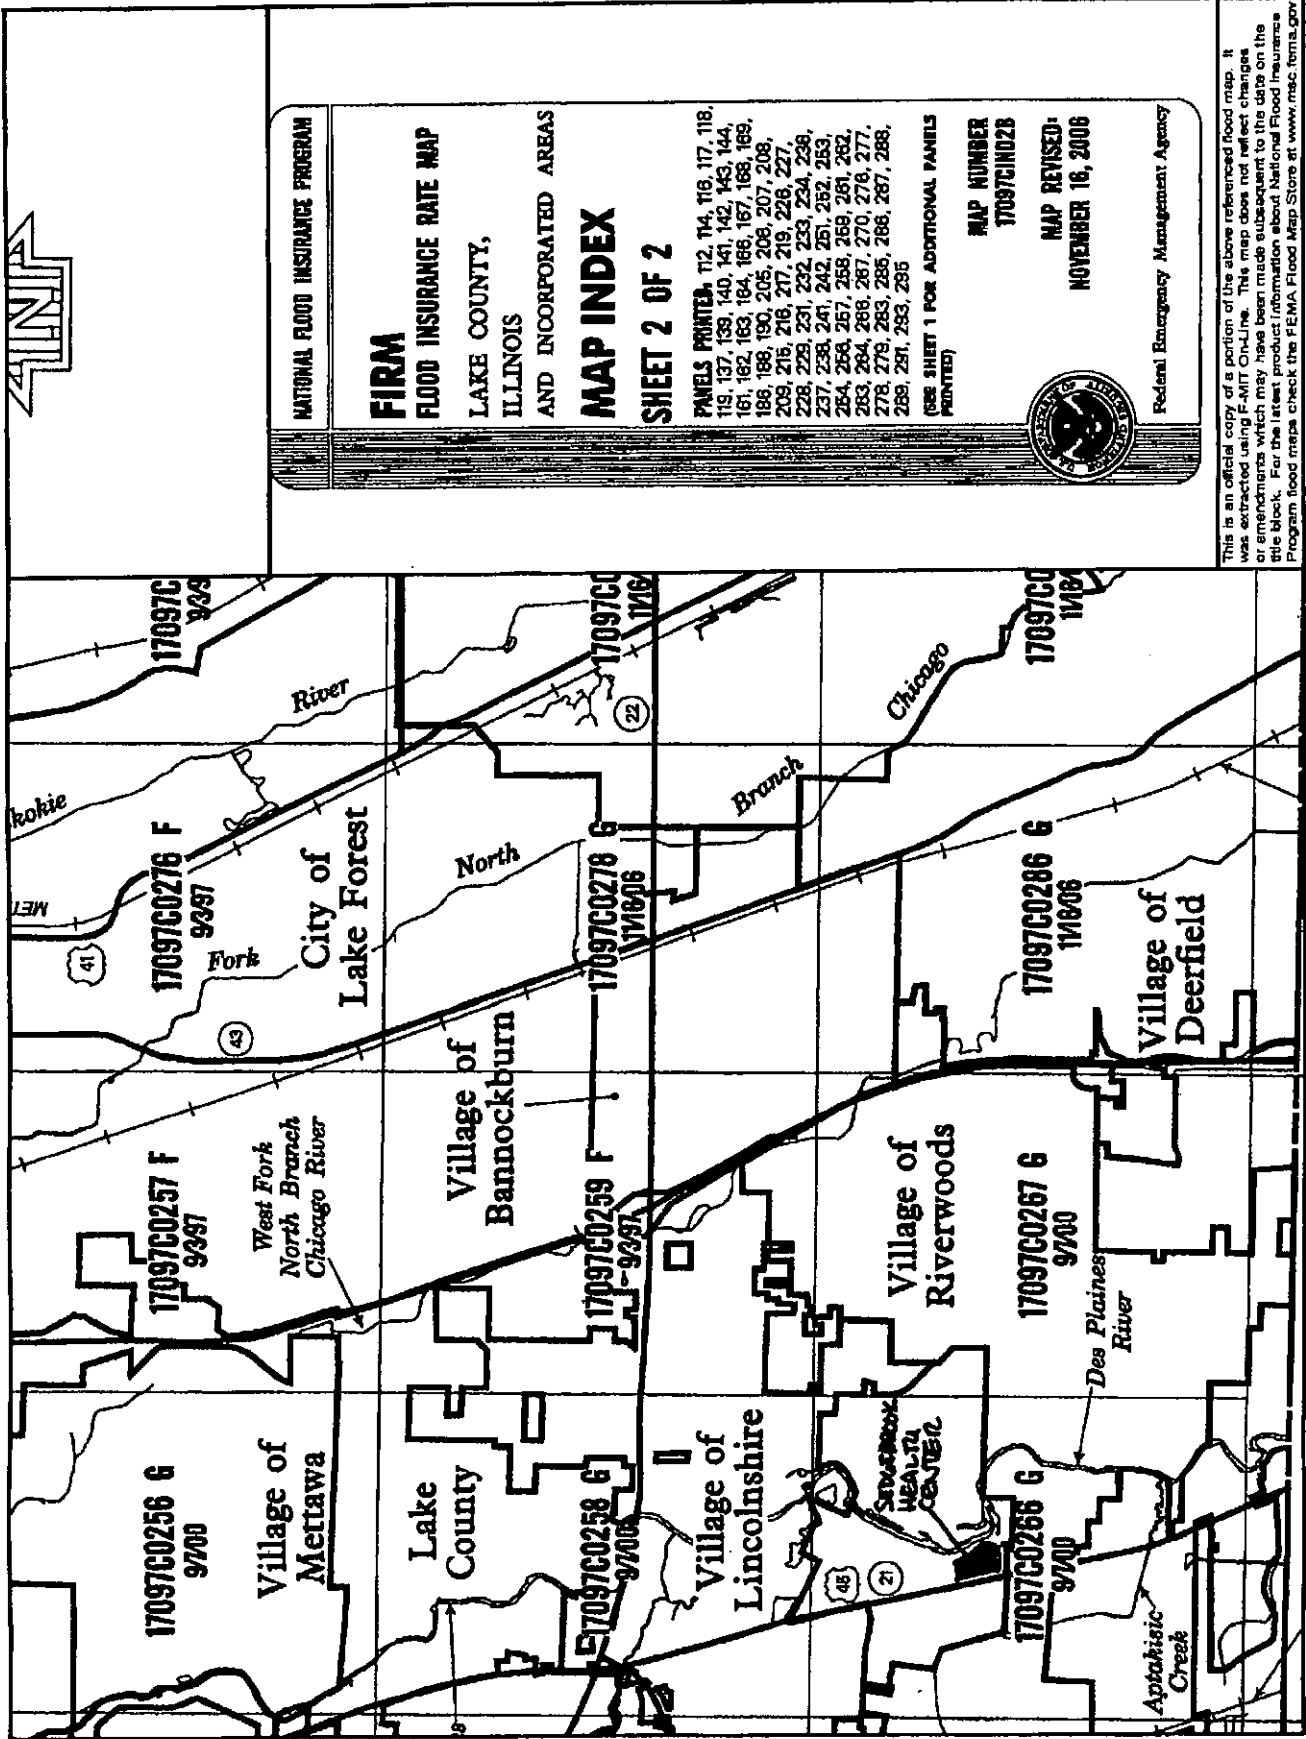 N
NATIONAL FLOOD INSURANCE PROGRAM
FIRM
FLOOD INSURANCE RATE MAP
LAKE COUNTY,
ILLINOIS
AND INCORPORATED AREAS
MAP INDEX
SHEET 2 OF 2
PANELS PRINTED: 112, 114, 116, 117, 118,
119, 137, 139, 140, 141, 142, 143, 144,
161, 162, 163, 164, 166, 167, 168, 169,
186, 188, 190, 205, 206, 207, 208,
209, 215, 216, 217, 219, 226, 227,
228, 229, 231, 232, 233, 234, 236,
237, 238, 241, 242, 251, 252, 253,
254, 256, 257, 258, 259, 261, 262,
263, 264, 266, 267, 270, 276, 277,
278, 279, 283, 285, 286, 287, 288,
289, 291, 293, 295
(SEE SHEET 1 FOR ADDITIONAL PANELS
PRINTED)
MAP NUMBER
17097CIND2B
MAP REVISED:
NOVEMBER 16, 2006
Federal Emergency Management Agency
This is an official copy of a portion of the above referenced flood map. It
was extracted using F-MIT On-Line. This map does not reflect changes
or amendments which may have been made subsequent to the date on the
title block. For the latest product information about National Flood Insurance
Program flood maps check the FEMA Flood Map Store at www.msc.fema.gov
17097C0256 G
9/7/00
Village of
Mettawa
Lake
County
17097C0258 G
9/7/00
Village of
Lincolnshire
45
21
SEDGEBROOK
HEALTH
CENTER
17097C0266 G
9/7/00
Aptakisic
Creek
17097C0257 F
9/3/97
West Fork
North Branch
Chicago River
Village of
Bannockburn
17097C0259 F
9/3/97
Village of
Riverwoods
17097C0267 G
9/7/00
Des Plaines
River
41
17097C0276 F
9/3/97
43
Fork
City of
Lake Forest
North
17097C0278 G
11/16/06
Branch
Chicago
17097C0286 G
11/16/06
Village of
Deerfield
kokie
River
MET
22
17097C
9/3/9
17097C0
11/16
17097C0
11/16/